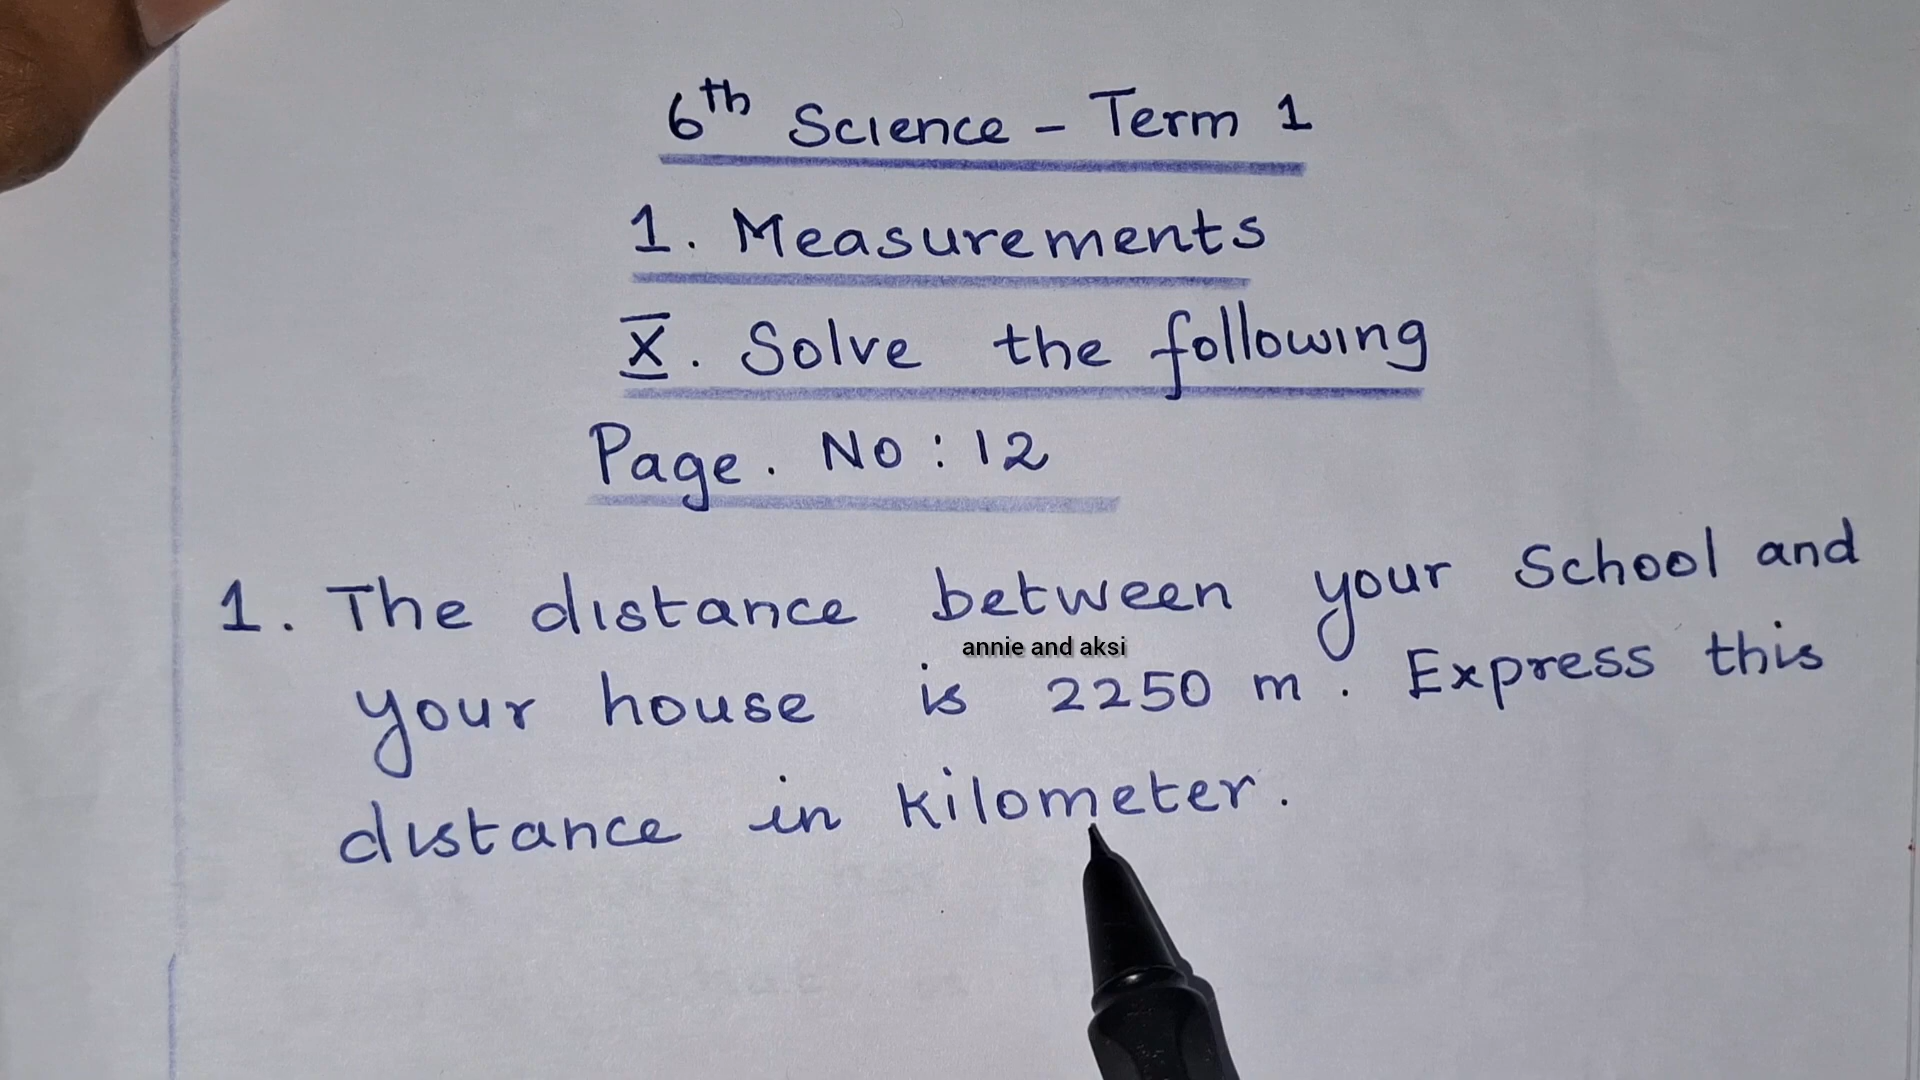 6th Science - Term 1
1. Measurements
X. Solve the following
Page. No : 12
1. The distance between your School and
annie and aksi
your house is 2250 m. Express this
distance in kilometer.